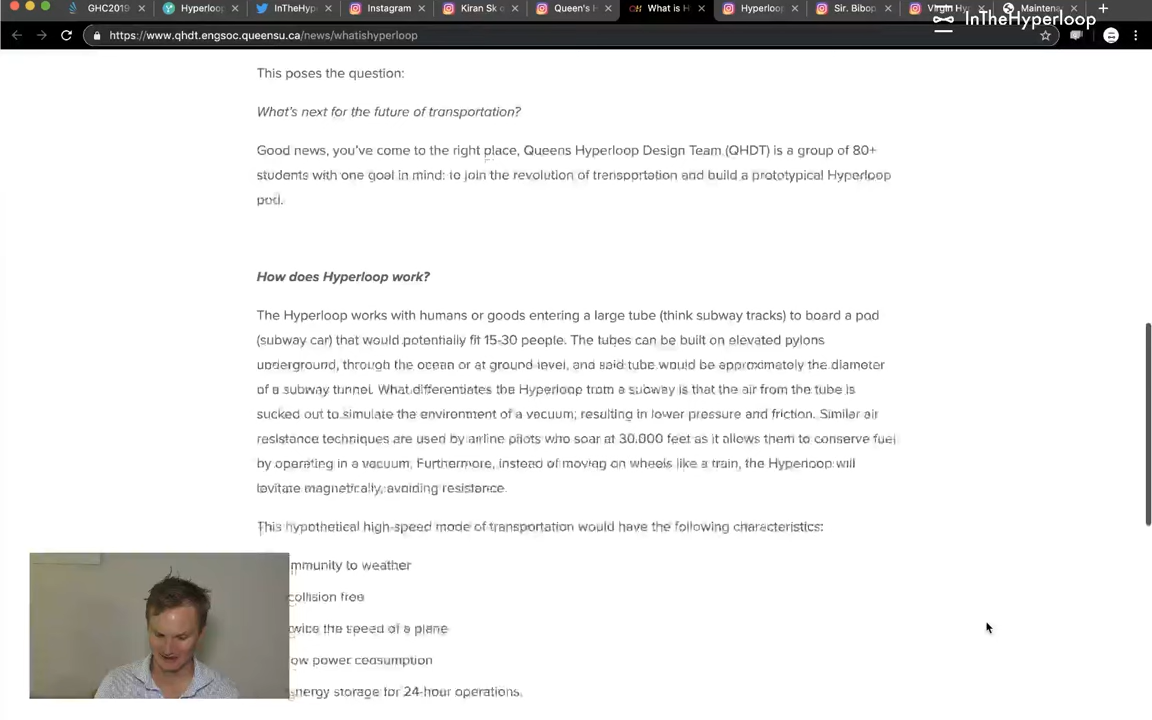 GHC2019
Hyperloo
InTheHy
Instagram
Kiran Sk
Queen's
What is H
Hyperloo
Sir. Bibop
Virgin Hy
Maintena
InTheHyperloop
https://www.qhdt.engsoc.queensu.ca/news/whatishyperloop
This poses the question:
What's next for the future of transportation?
Good news, you've come to the right place, Queens Hyperloop Design Team (QHDT) is a group of 80+
students with one goal in mind: to join the revolution of transportation and build a prototypical Hyperloop
pod.
How does Hyperloop work?
The Hyperloop works with humans or goods entering a large tube (think subway tracks) to board a pod
(subway car) that would potentially fit 15-30 people. The tubes can be built on elevated pylons
underground, through the ocean or at ground level, and said tube would be approximately the diameter
of a subway tunnel. What differentiates the Hyperloop from a subway is that the air from the tube is
sucked out to simulate the environment of a vacuum; resulting in lower pressure and friction. Similar air
resistance techniques are used by airline pilots who soar at 30,000 feet as it allows them to conserve fuel
by operating in a vacuum. Furthermore, instead of moving on wheels like a train, the Hyperloop will
levitate magnetically, avoiding resistance.
This hypothetical high-speed mode of transportation would have the following characteristics:
mmunity to weather
collision free
wice the speed of a plane
ow power consumption
nergy storage for 24-hour operations.